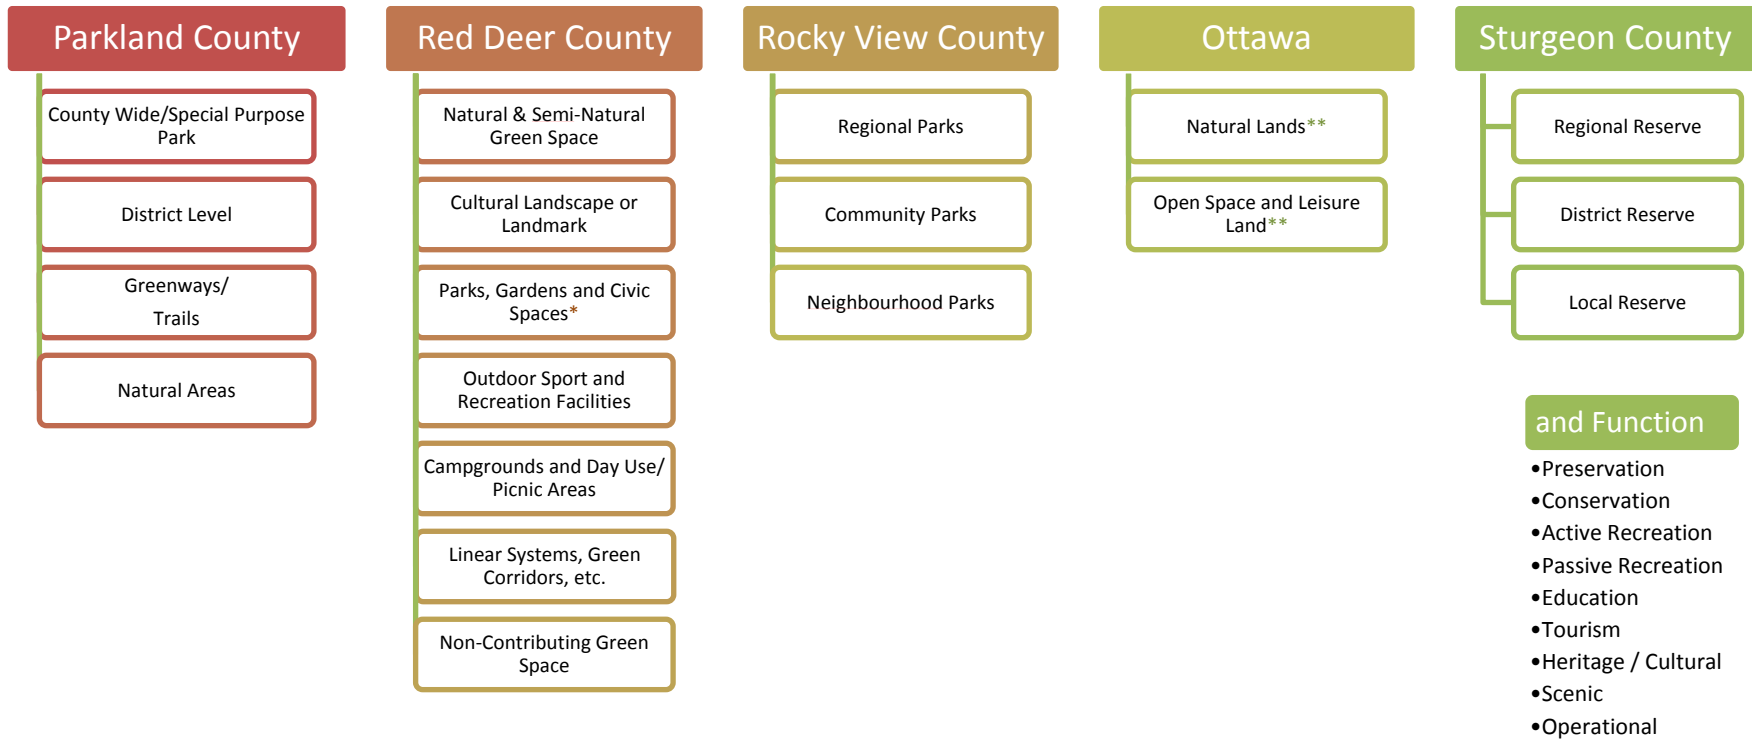 Parkland County
County Wide/Special Purpose
Park
District Level
Greenways/
Trails
Natural Areas
Red Deer County
Natural & Semi-Natural
Green Space
Cultural Landscape or
Landmark
Parks, Gardens and Civic
Spaces*
Outdoor Sport and
Recreation Facilities
Campgrounds and Day Use/
Picnic Areas
Linear Systems, Green
Corridors, etc.
Non-Contributing Green
Space
Rocky View County
Regional Parks
Community Parks
Neighbourhood Parks
Ottawa
Natural Lands**
Open Space and Leisure
Land**
Sturgeon County
Regional Reserve
District Reserve
Local Reserve
and Function
•Preservation
•Conservation
•Active Recreation
•Passive Recreation
•Education
•Tourism
•Heritage / Cultural
•Scenic
•Operational